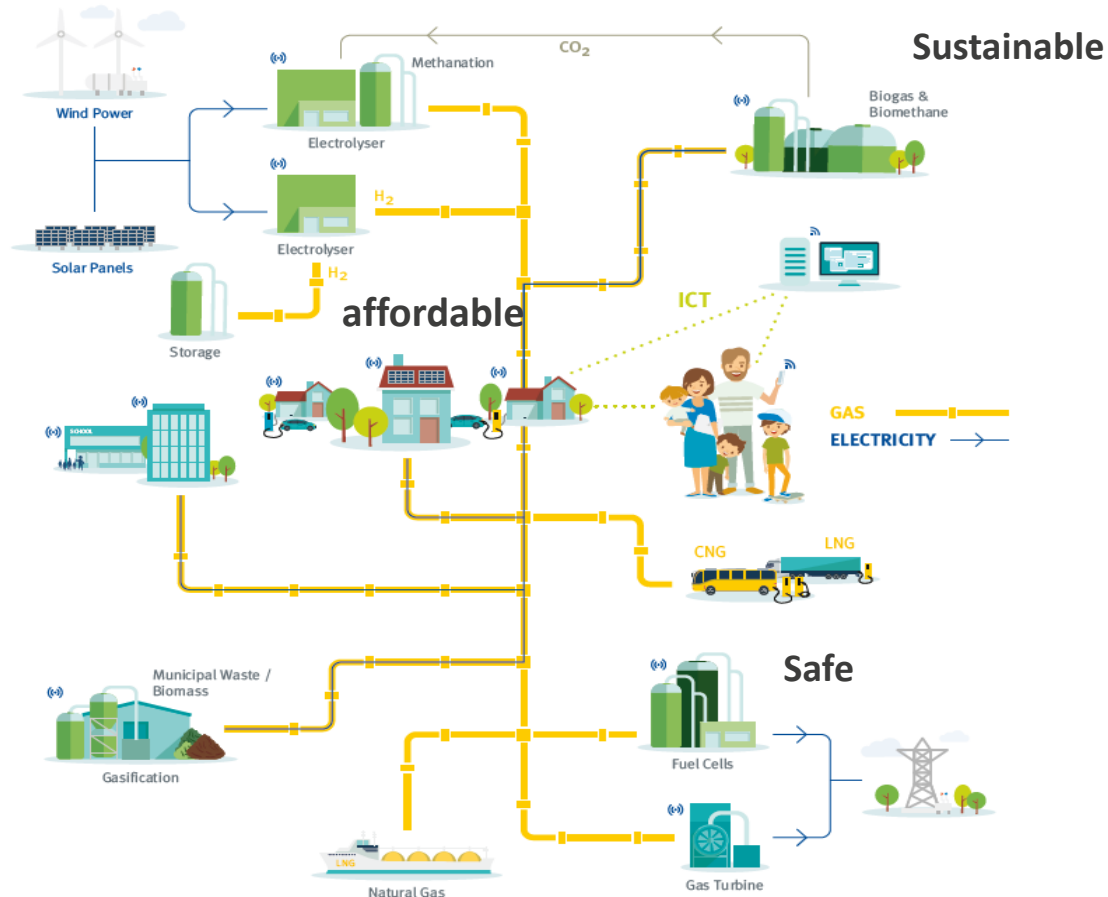 CO₂
Sustainable
Methanation
Wind Power
Electrolyser
Biogas &
Biomethane
H₂
Solar Panels
Electrolyser
H₂
ICT
affordable
Storage
GAS
ELECTRICITY
SCHOOL
CNG
LNG
Municipal Waste /
Biomass
Safe
Gasification
Fuel Cells
LNG
Natural Gas
Gas Turbine